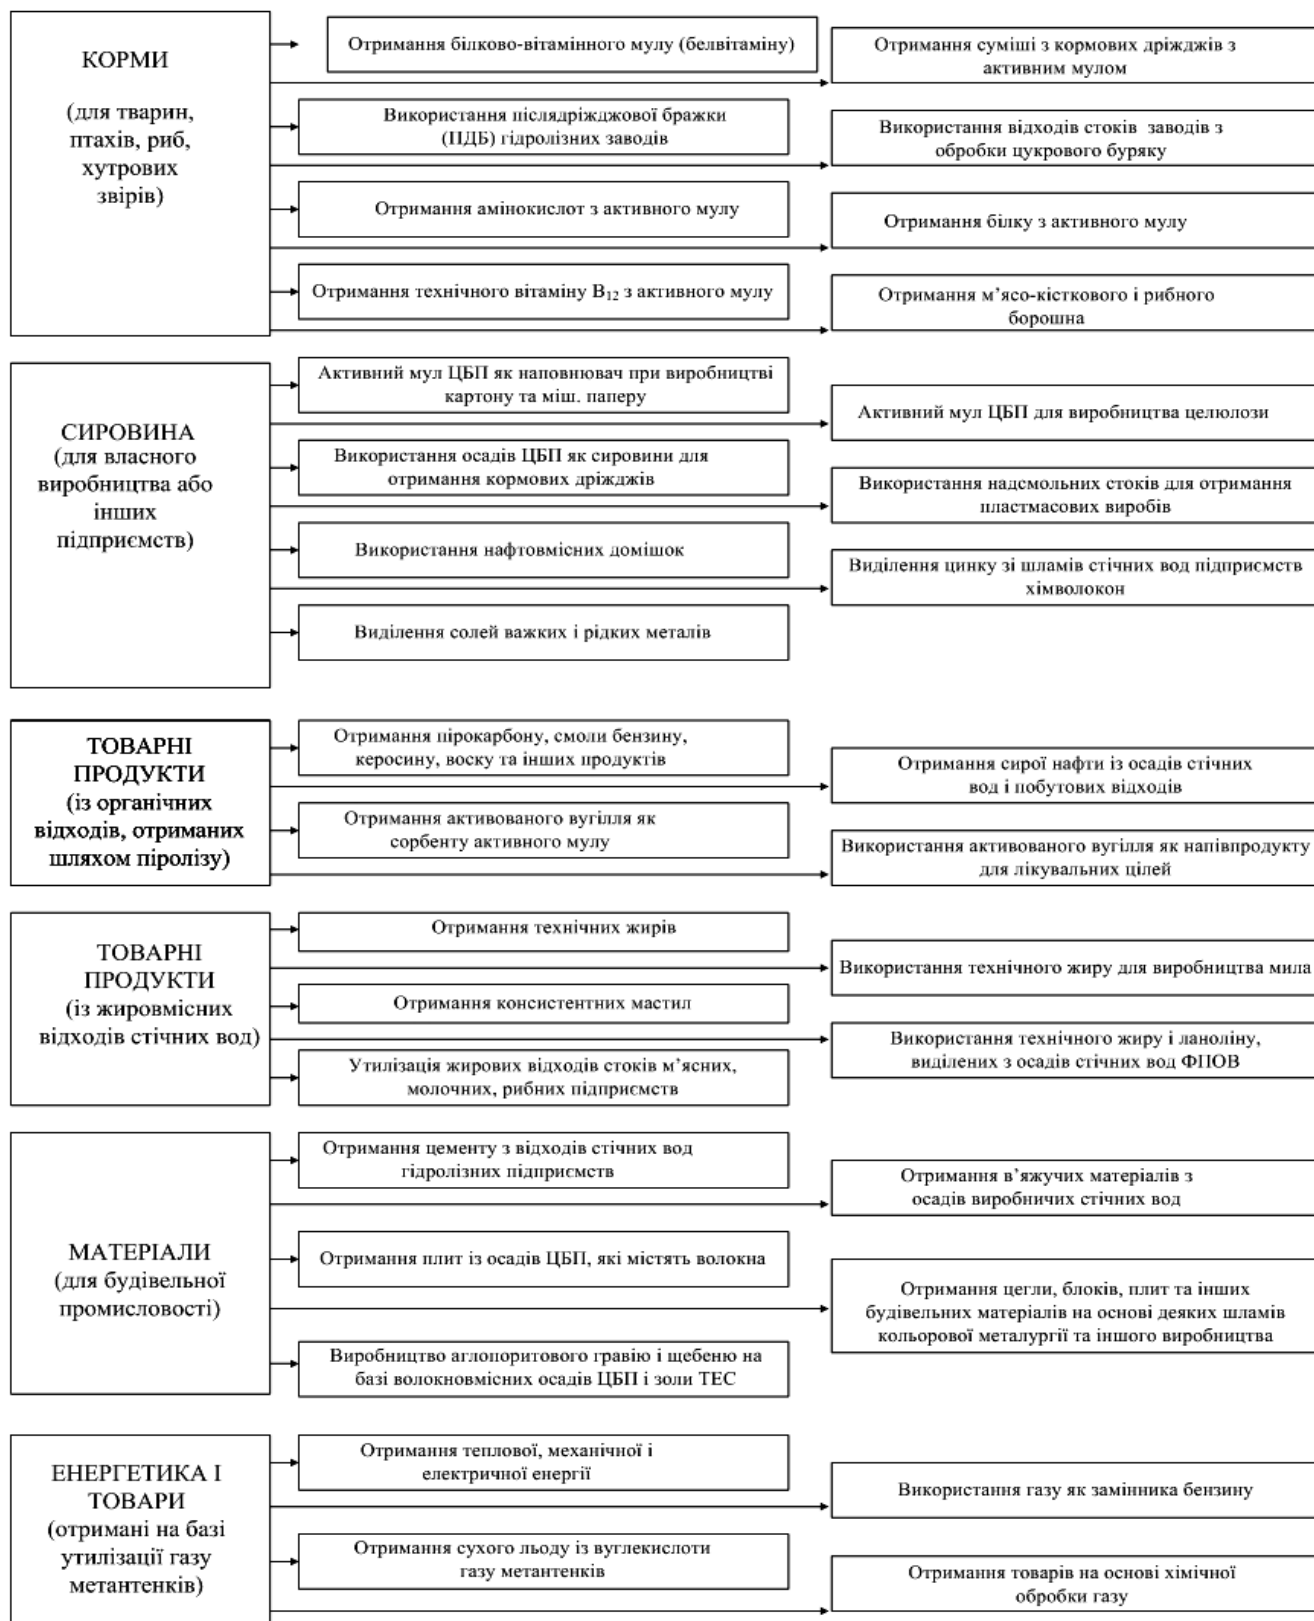 КОРМИ
(для тварин,
птахів, риб,
хутрових
звірів)
Отримання білково-вітамінного мулу (белвітаміну)
Отримання суміші з кормових дріжджів з
активним мулом
Використання післядріжджової бражки
(ПДБ) гідролізних заводів
Використання відходів стоків заводів з
обробки цукрового буряку
Отримання амінокислот з активного мулу
Отримання білку з активного мулу
Отримання технічного вітаміну В₁₂ з активного мулу
Отримання м’ясо-кісткового і рибного
борошна
СИРОВИНА
(для власного
виробництва або
інших
підприємств)
Активний мул ЦБП як наповнювач при виробництві
картону та міш. паперу
Активний мул ЦБП для виробництва целюлози
Використання осадів ЦБП як сировини для
отримання кормових дріжджів
Використання надсмольних стоків для отримання
пластмасових виробів
Використання нафтовмісних домішок
Виділення цинку зі шламів стічних вод підприємств
хімволокон
Виділення солей важких і рідких металів
ТОВАРНІ
ПРОДУКТИ
(із органічних
відходів, отриманих
шляхом піролізу)
Отримання пірокарбону, смоли бензину,
керосину, воску та інших продуктів
Отримання сирої нафти із осадів стічних
вод і побутових відходів
Отримання активованого вугілля як
сорбенту активного мулу
Використання активованого вугілля як напівпродукту
для лікувальних цілей
ТОВАРНІ
ПРОДУКТИ
(із жировмісних
відходів стічних вод)
Отримання технічних жирів
Використання технічного жиру для виробництва мила
Отримання консистентних мастил
Використання технічного жиру і ланоліну,
виділених з осадів стічних вод ФПОВ
Утилізація жирових відходів стоків м’ясних,
молочних, рибних підприємств
МАТЕРІАЛИ
(для будівельної
промисловості)
Отримання цементу з відходів стічних вод
гідролізних підприємств
Отримання в’яжучих матеріалів з
осадів виробничих стічних вод
Отримання плит із осадів ЦБП, які містять волокна
Отримання цегли, блоків, плит та інших
будівельних матеріалів на основі деяких шламів
кольорової металургії та іншого виробництва
Виробництво аглопоритового гравію і щебеню на
базі волокновмісних осадів ЦБП і золи ТЕС
ЕНЕРГЕТИКА І
ТОВАРИ
(отримані на базі
утилізації газу
метантенків)
Отримання теплової, механічної і
електричної енергії
Використання газу як замінника бензину
Отримання сухого льоду із вуглекислоти
газу метантенків
Отримання товарів на основі хімічної
обробки газу